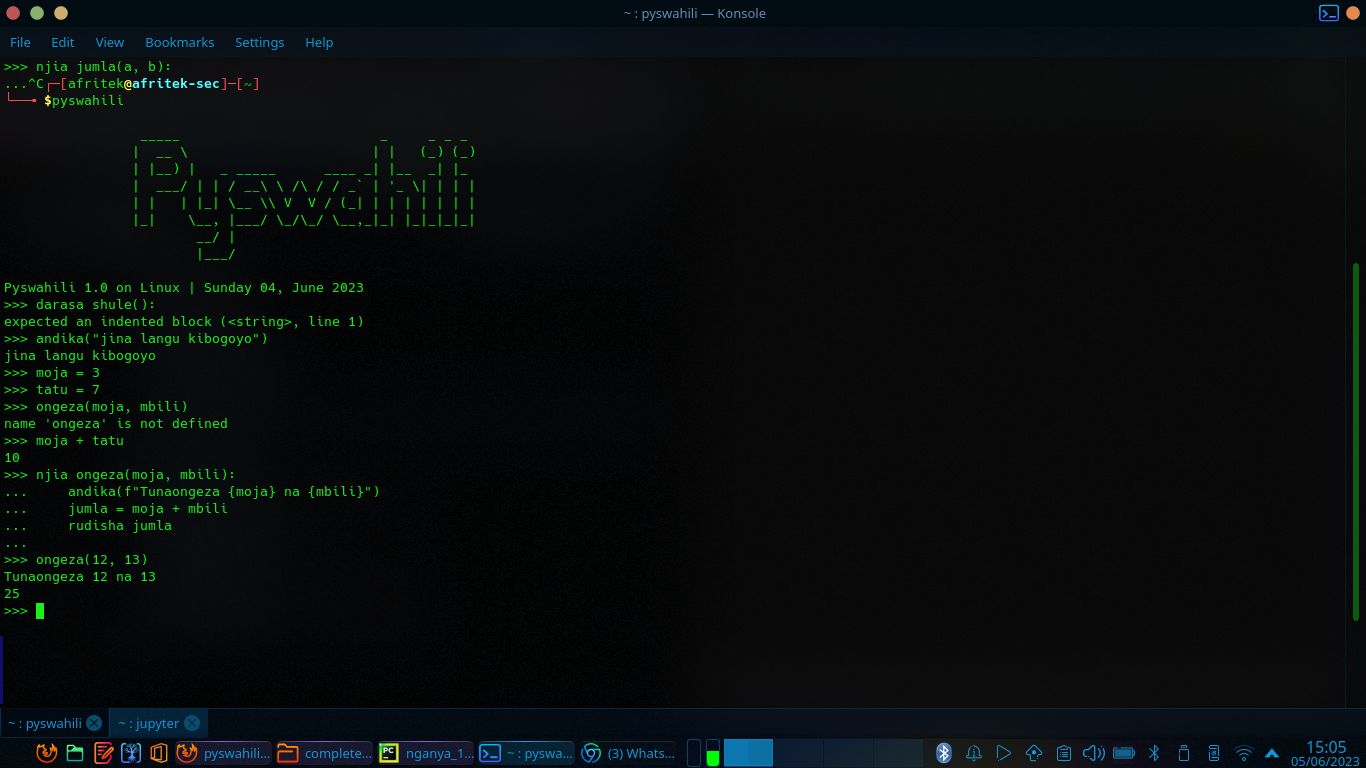 ~ : pyswahili — Konsole
File Edit View Bookmarks Settings Help
>>> njia jumla(a, b):
...^C┌─[afritek@afritek-sec]─[~]
└──╼ $pyswahili
Pyswahili
Pyswahili 1.0 on Linux | Sunday 04, June 2023
>>> darasa shule():
expected an indented block (<string>, line 1)
>>> andika("jina langu kibogoyo")
jina langu kibogoyo
>>> moja = 3
>>> tatu = 7
>>> ongeza(moja, mbili)
name 'ongeza' is not defined
>>> moja + tatu
10
>>> njia ongeza(moja, mbili):
...     andika(f"Tunaongeza {moja} na {mbili}")
...     jumla = moja + mbili
...     rudisha jumla
...
>>> ongeza(12, 13)
Tunaongeza 12 na 13
25
>>>
~ : pyswahili ~ : jupyter
pyswahili... complete... PC nganya_1... ~ : pyswa... (3) Whats... 15:05
05/06/2023